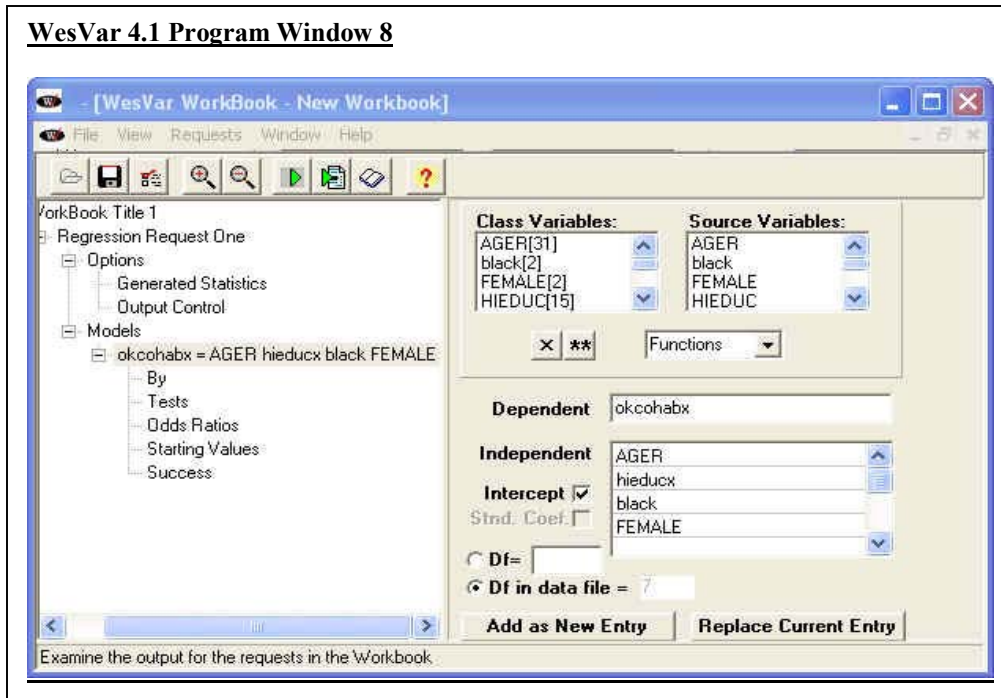 WesVar 4.1 Program Window 8
- [WesVar WorkBook - New Workbook]
File View Requests Window Help
?
/orkBook Title 1
Regression Request One
Options
Generated Statistics
Output Control
Models
okcohabx = AGER hieducx black FEMALE
By
Tests
Odds Ratios
Starting Values
Success
Class Variables:
AGER[31]
black[2]
FEMALE[2]
HIEDUC[15]
Source Variables:
AGER
black
FEMALE
HIEDUC
× **
Functions
Dependent okcohabx
Independent
AGER
hieducx
black
FEMALE
Intercept
Stnd. Coef.
Df=
Df in data file = 7
Add as New Entry
Replace Current Entry
Examine the output for the requests in the Workbook